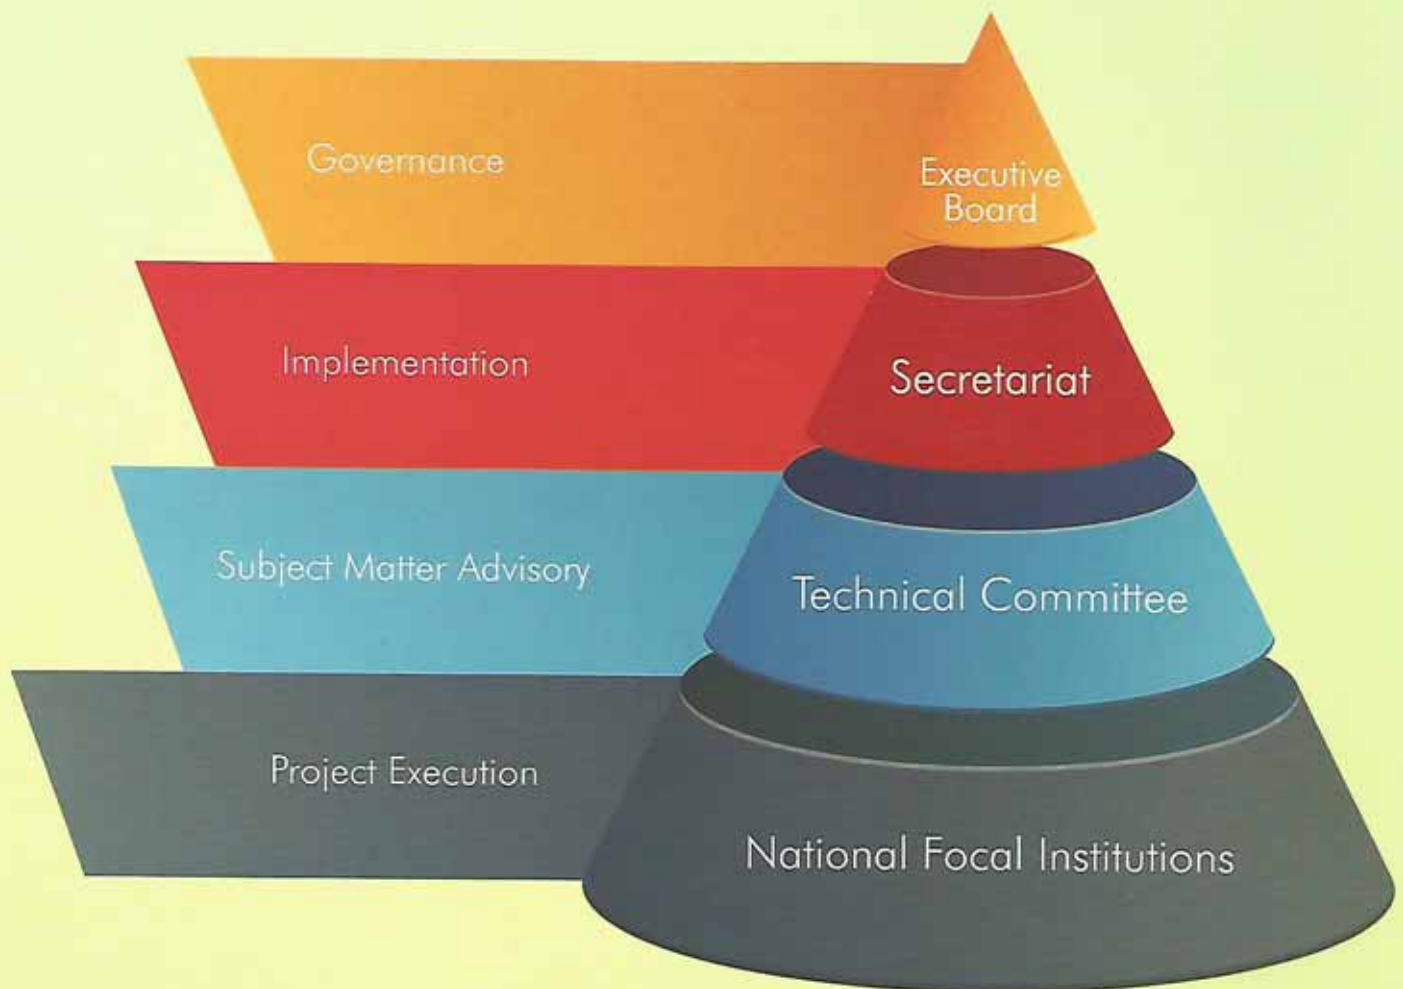 Governance
Executive
Board
Implementation
Secretariat
Subject Matter Advisory
Technical Committee
Project Execution
National Focal Institutions